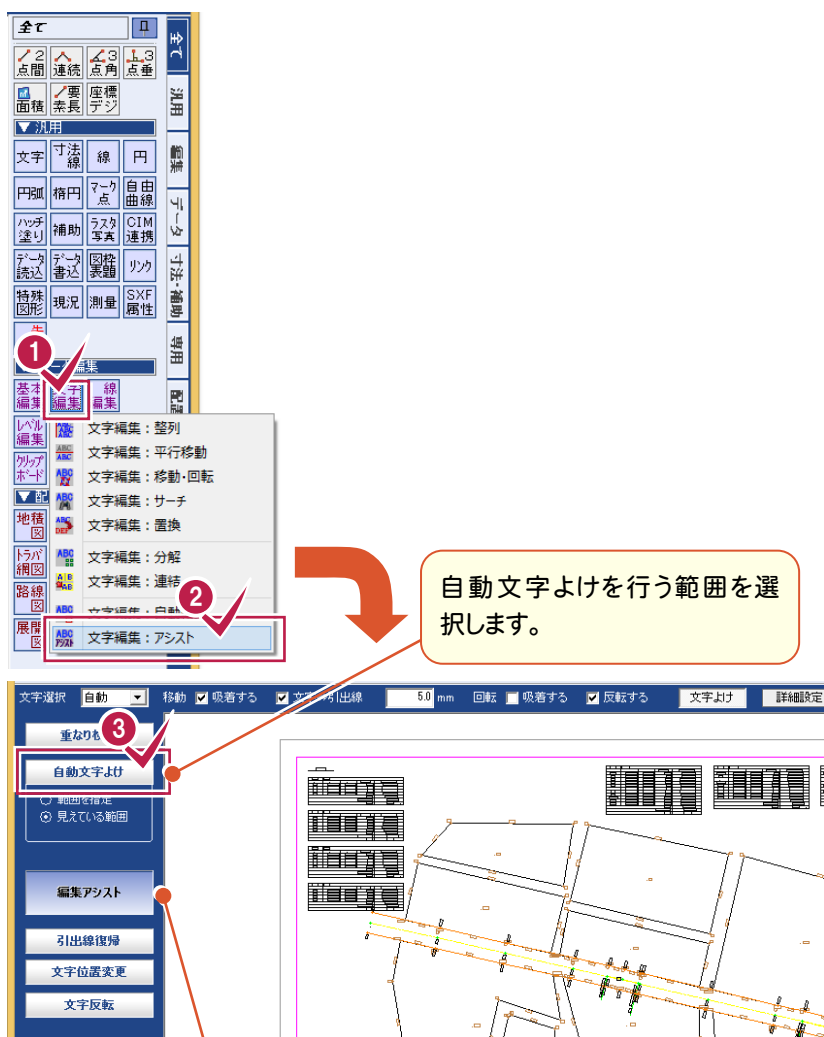 全て
全て
2点間
連続
3点角
3点垂
面積
要素長
座標デジ
汎用
▼汎用
文字
寸法線
線
円
編集
円弧
楕円
マーク点
自由曲線
データ
ハッチ塗り
補助
ラスタ写真
CIM連携
データ読込
データ書込
図枠表題
リンク
寸法・補助
特殊図形
現況
測量
SXF属性
専用
1
編集
基本編集
文字編集
線編集
レベル編集
クリップボード
地積図
トラバ網図
路線図
文字編集：整列
文字編集：平行移動
文字編集：移動・回転
文字編集：サーチ
文字編集：置換
文字編集：分解
文字編集：連結
2
文字編集：アシスト
自動文字よけを行う範囲を選
択します。
文字選択 自動 移動 吸着する 引出線 5.0 mm 回転 吸着する 反転する 文字よけ 詳細設定
3
自動文字よけ
範囲を指定
見えている範囲
編集アシスト
引出線復帰
文字位置変更
文字反転